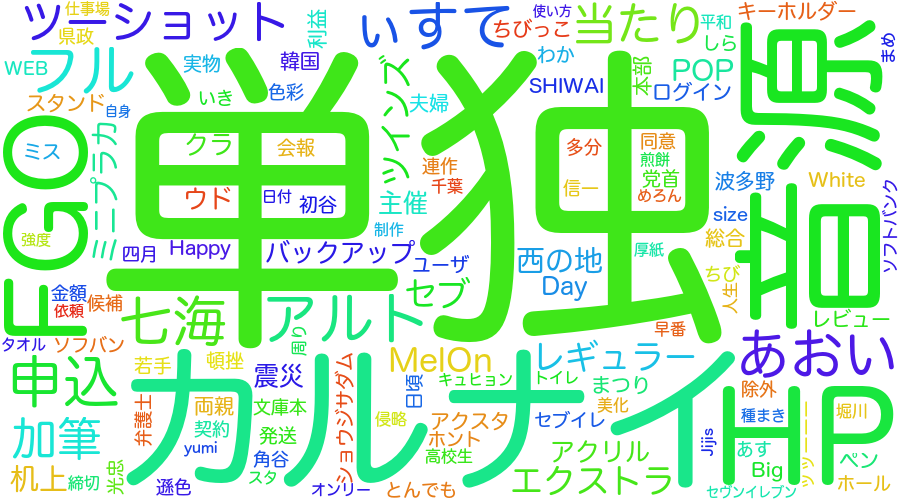 仕事場
ツーショット
県政
利益
いすて
ちびっこ
使い方
当たり
平和
キーホルダー
しら
まめ
WEB
フル
実物
韓国
いき
色彩
ツインズ
夫婦
わか
SHIWAI
本部
POP
ログイン
源
スタンド
自身
FGO
ミス
ミニプラカ
クラ
会報
単独
連作
千葉
多分
同意
煎餅
党首
信一
めろん
波多野
White
ウド
日付
初谷
主催
制作
size
総合
音
ソフトバンク
強度
四月
Happy
バックアップ
ユーザ
西の地
厚紙
Day
ちび
人生
金額
依頼
候補
七海
アルト
セブ
早番
レビュー
タオル
ソフバン
周り
あおい
申込
若手
頓挫
震災
カルナイ
MelOn
レギュラー
キュヒョン
トイレ
まつり
除外
HP
ショウジサダム
日頃
両親
文庫本
侵略
アクスタ
セブイレ
美化
種まき
堀川
加筆
弁護士
契約
発送
ホント
アクリル
jijis
あす
ツッーーー
ペン
yumi
角谷
高校生
Big
机上
締切
光忠
遜色
スタ
オンリー
とんでも
エクストラ
セヴンイレブン
ホール